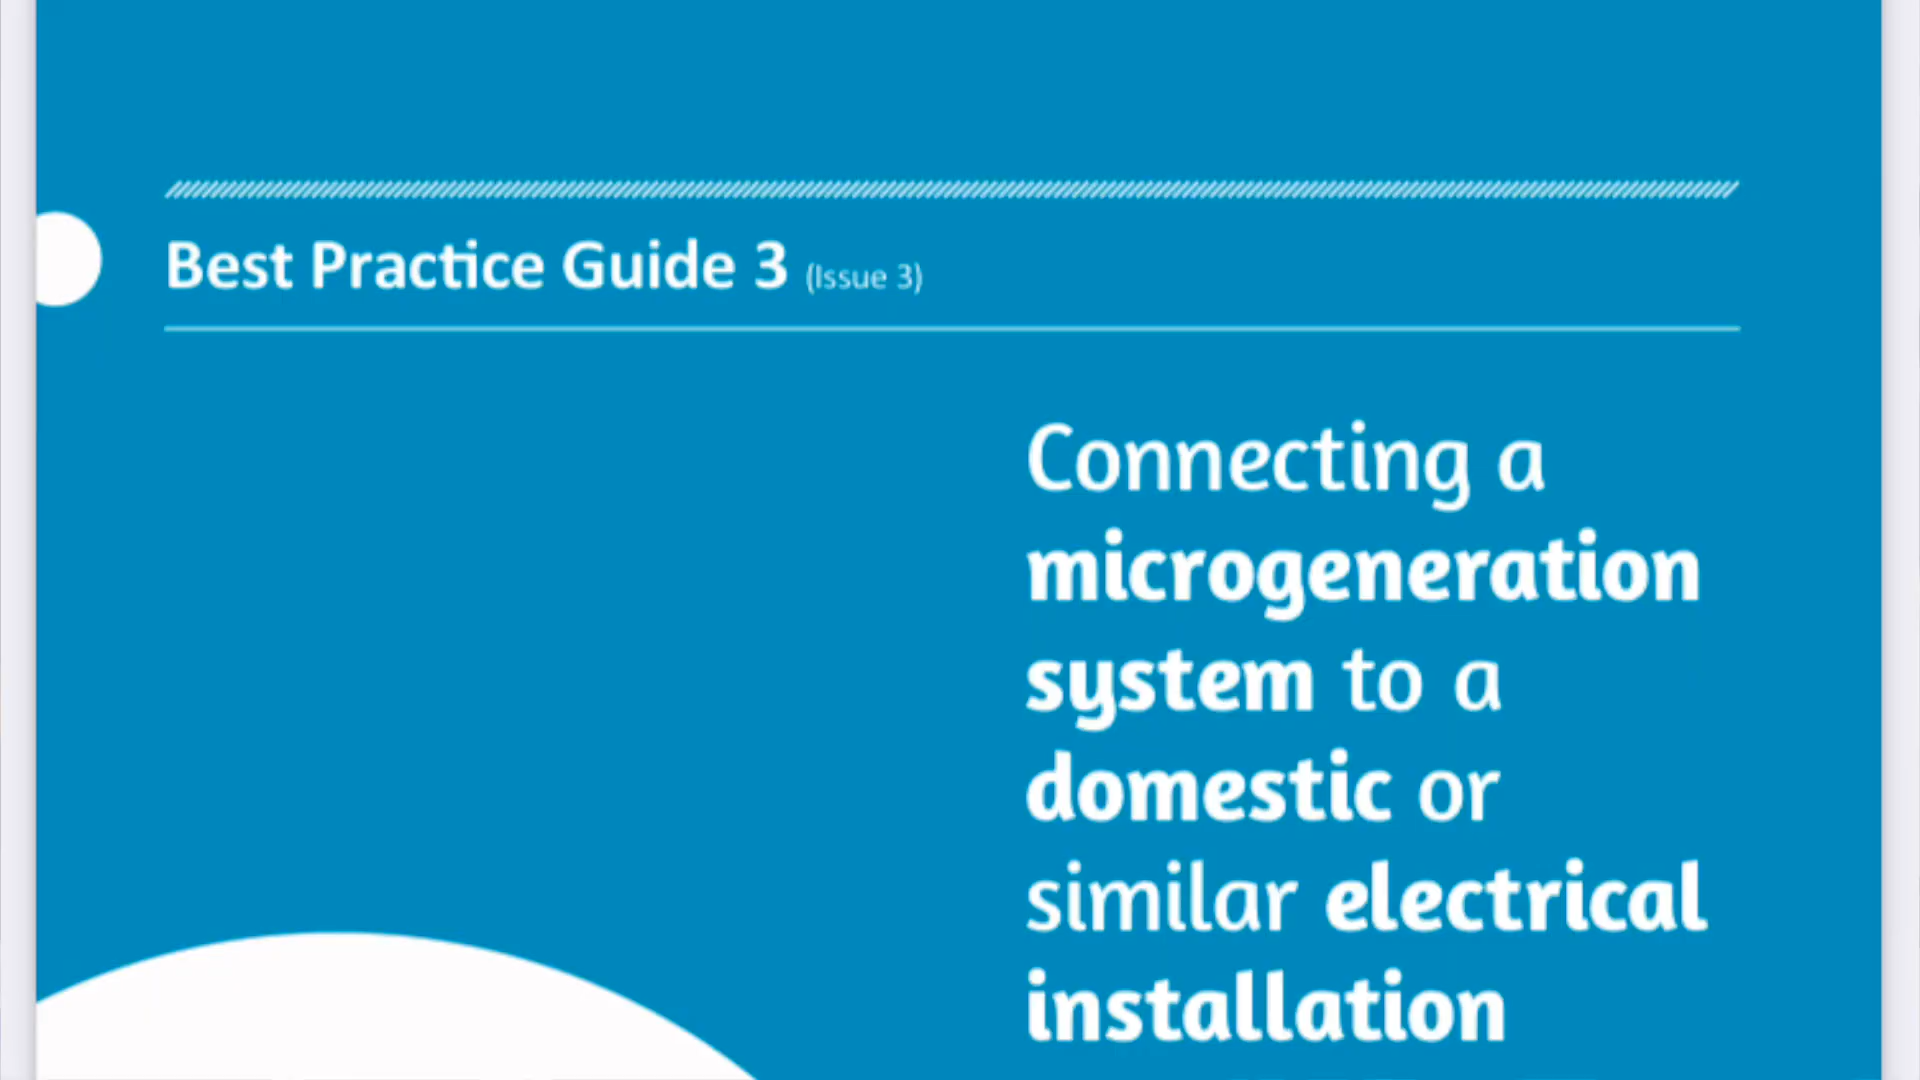 Best Practice Guide 3 (Issue 3)
Connecting a
microgeneration
system to a
domestic or
similar electrical
installation